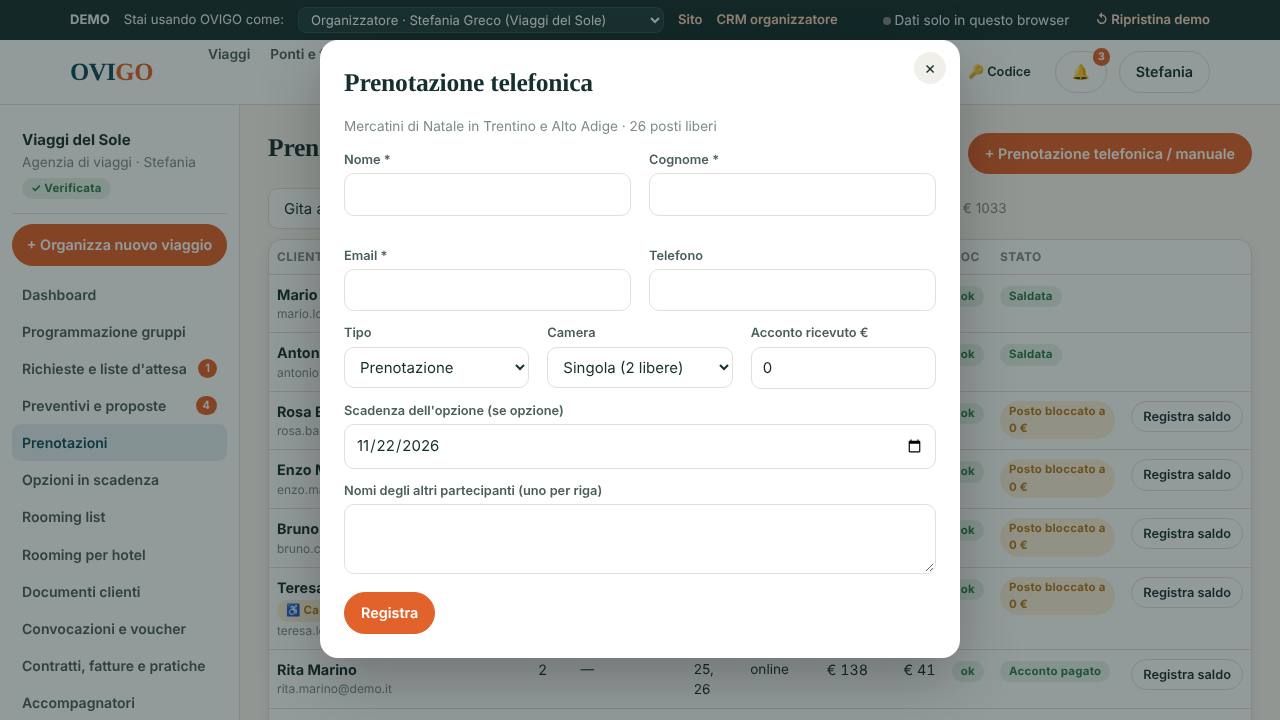 DEMO Stai usando OVIGO come: Organizzatore · Stefania Greco (Viaggi del Sole) Sito CRM organizzatore Dati solo in questo browser ↺ Ripristina demo
OVIGO Viaggi Ponti e 🔑 Codice 🔔 3 Stefania
Viaggi del Sole
Agenzia di viaggi · Stefania
✓ Verificata
+ Organizza nuovo viaggio
Dashboard
Programmazione gruppi
Richieste e liste d'attesa 1
Preventivi e proposte 4
Prenotazioni
Opzioni in scadenza
Rooming list
Rooming per hotel
Documenti clienti
Convocazioni e voucher
Contratti, fatture e pratiche
Accompagnatori
+ Prenotazione telefonica / manuale
Gita € 1033
STATO
Mario ok Saldata
ok Saldata
ok Posto bloccato a 0 € Registra saldo
ok Posto bloccato a 0 € Registra saldo
Bruno ok Posto bloccato a 0 € Registra saldo
Teresa ok Posto bloccato a 0 € Registra saldo
Rita Marino 2 — 25, 26 online € 138 € 41 ok Acconto pagato Registra saldo
rita.marino@demo.it
Prenotazione telefonica ×
Mercatini di Natale in Trentino e Alto Adige · 26 posti liberi
Nome * Cognome *
Email * Telefono
Tipo Camera Acconto ricevuto €
Prenotazione Singola (2 libere) 0
Scadenza dell'opzione (se opzione)
11/22/2026
Nomi degli altri partecipanti (uno per riga)
Registra